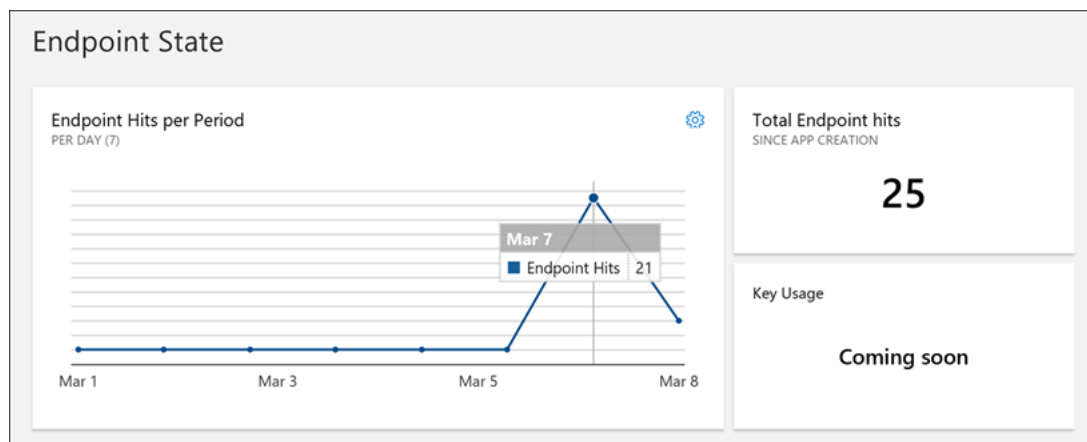 Endpoint State
Endpoint Hits per Period
PER DAY (7)
Mar 7
Endpoint Hits 21
Mar 1 Mar 3 Mar 5 Mar 8
Total Endpoint hits
SINCE APP CREATION
25
Key Usage
Coming soon